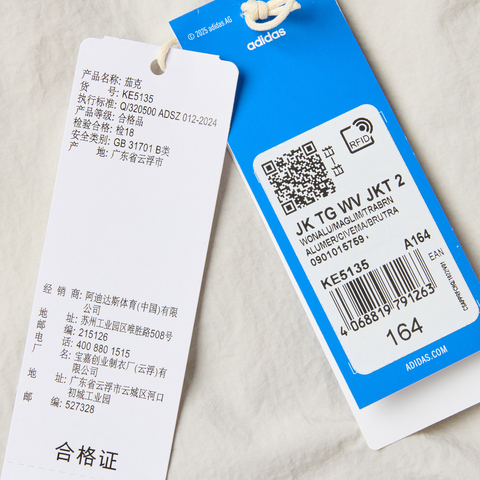 产品名称: 茄克
货 号: KE5135
执行标准: Q/320500 ADSZ 012-2024
产品等级: 合格品
检验合格: 检18
安全类别: GB 31701 B类
产 地: 广东省云浮市
经 销 商: 阿迪达斯体育(中国)有限
公司
地 址: 苏州工业园区唯胜路508号
邮 编: 215126
电 话: 400 880 1515
厂 名: 宝嘉创业制衣厂(云浮)有
限公司
地 址: 广东省云浮市云城区河口
初城工业园
邮 编: 527328
合格证
© 2025 adidas AG
adidas
扫一扫
RFID
JK TG WV JKT 2
WONALU/MAGLIM/TRABRN
ALUMER/CIVEMA/BRUTRA
0901015759
KE5135
A164
EAN
4 068819 791263
164
ADIDAS.COM